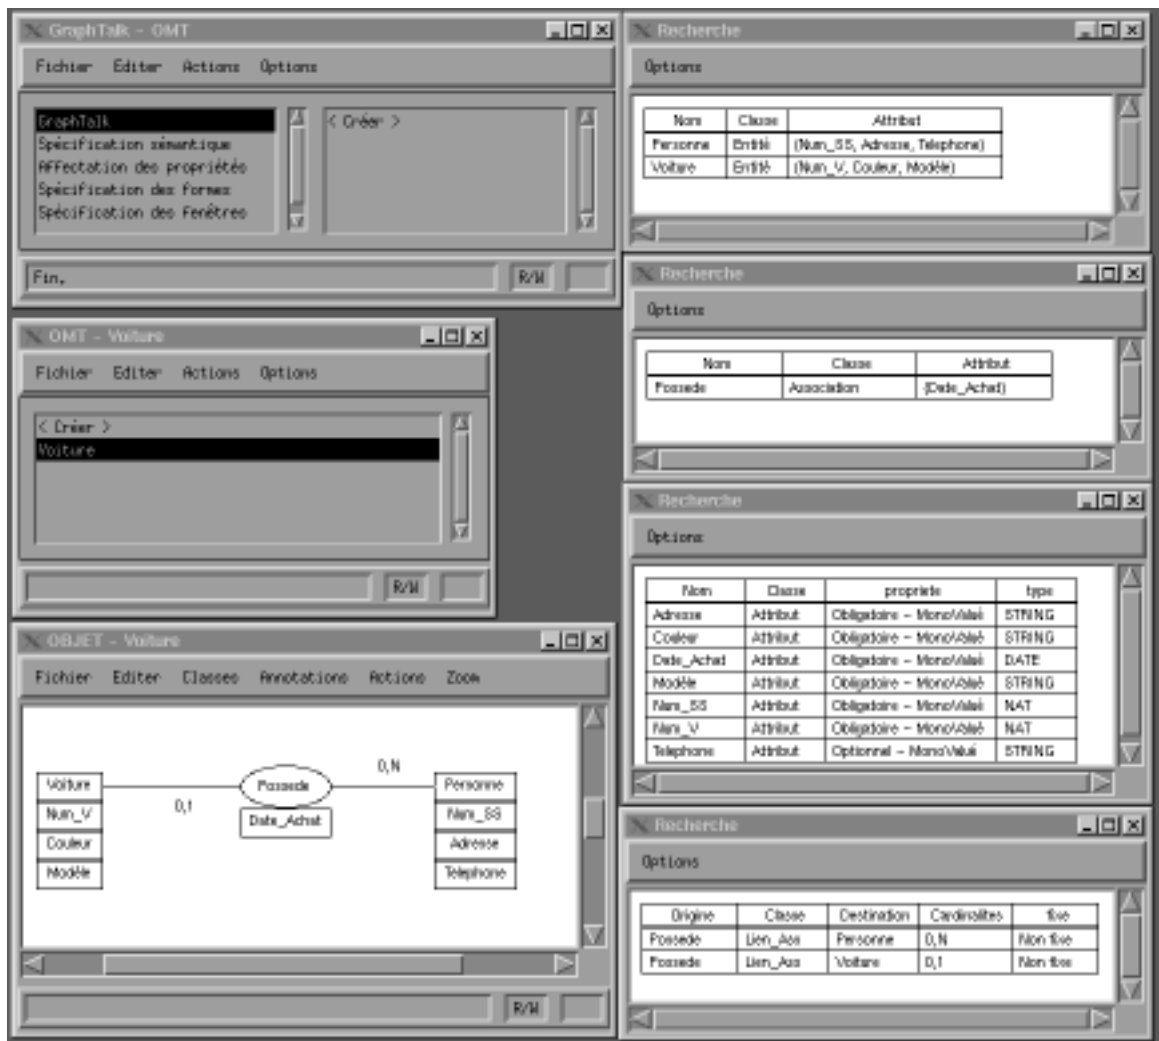 GraphTalk - OMT
Fichier Editer Actions Options
GraphTalk
Spécification sémantique
Affectation des propriétés
Spécification des formes
Spécification des Fenêtres
< Créer >
Fin.
R/W
OMT - Voiture
Fichier Editer Actions Options
< Créer >
Voiture
R/W
OBJET - Voiture
Fichier Editer Classes Annotations Actions Zoom
Voiture
Num_V
Couleur
Modèle
0,1
Possede
Date_Achat
0,N
Personne
Num_SS
Adresse
Telephone
R/W
Recherche
Options
Nom Classe Attribut
Personne Entité (Num_SS, Adresse, Telephone)
Voiture Entité (Num_V, Couleur, Modèle)
Recherche
Options
Nom Classe Attribut
Possede Association (Date_Achat)
Recherche
Options
Nom Classe propriete type
Adresse Attribut Obligatoire - MonoValué STRING
Couleur Attribut Obligatoire - MonoValué STRING
Date_Achat Attribut Obligatoire - MonoValué DATE
Modèle Attribut Obligatoire - MonoValué STRING
Num_SS Attribut Obligatoire - MonoValué NAT
Num_V Attribut Obligatoire - MonoValué NAT
Telephone Attribut Optionnel - MonoValué STRING
Recherche
Options
Origine Classe Destination Cardinalites fixe
Possede Lien_Ass Personne 0,N Non fixe
Possede Lien_Ass Voiture 0,1 Non fixe